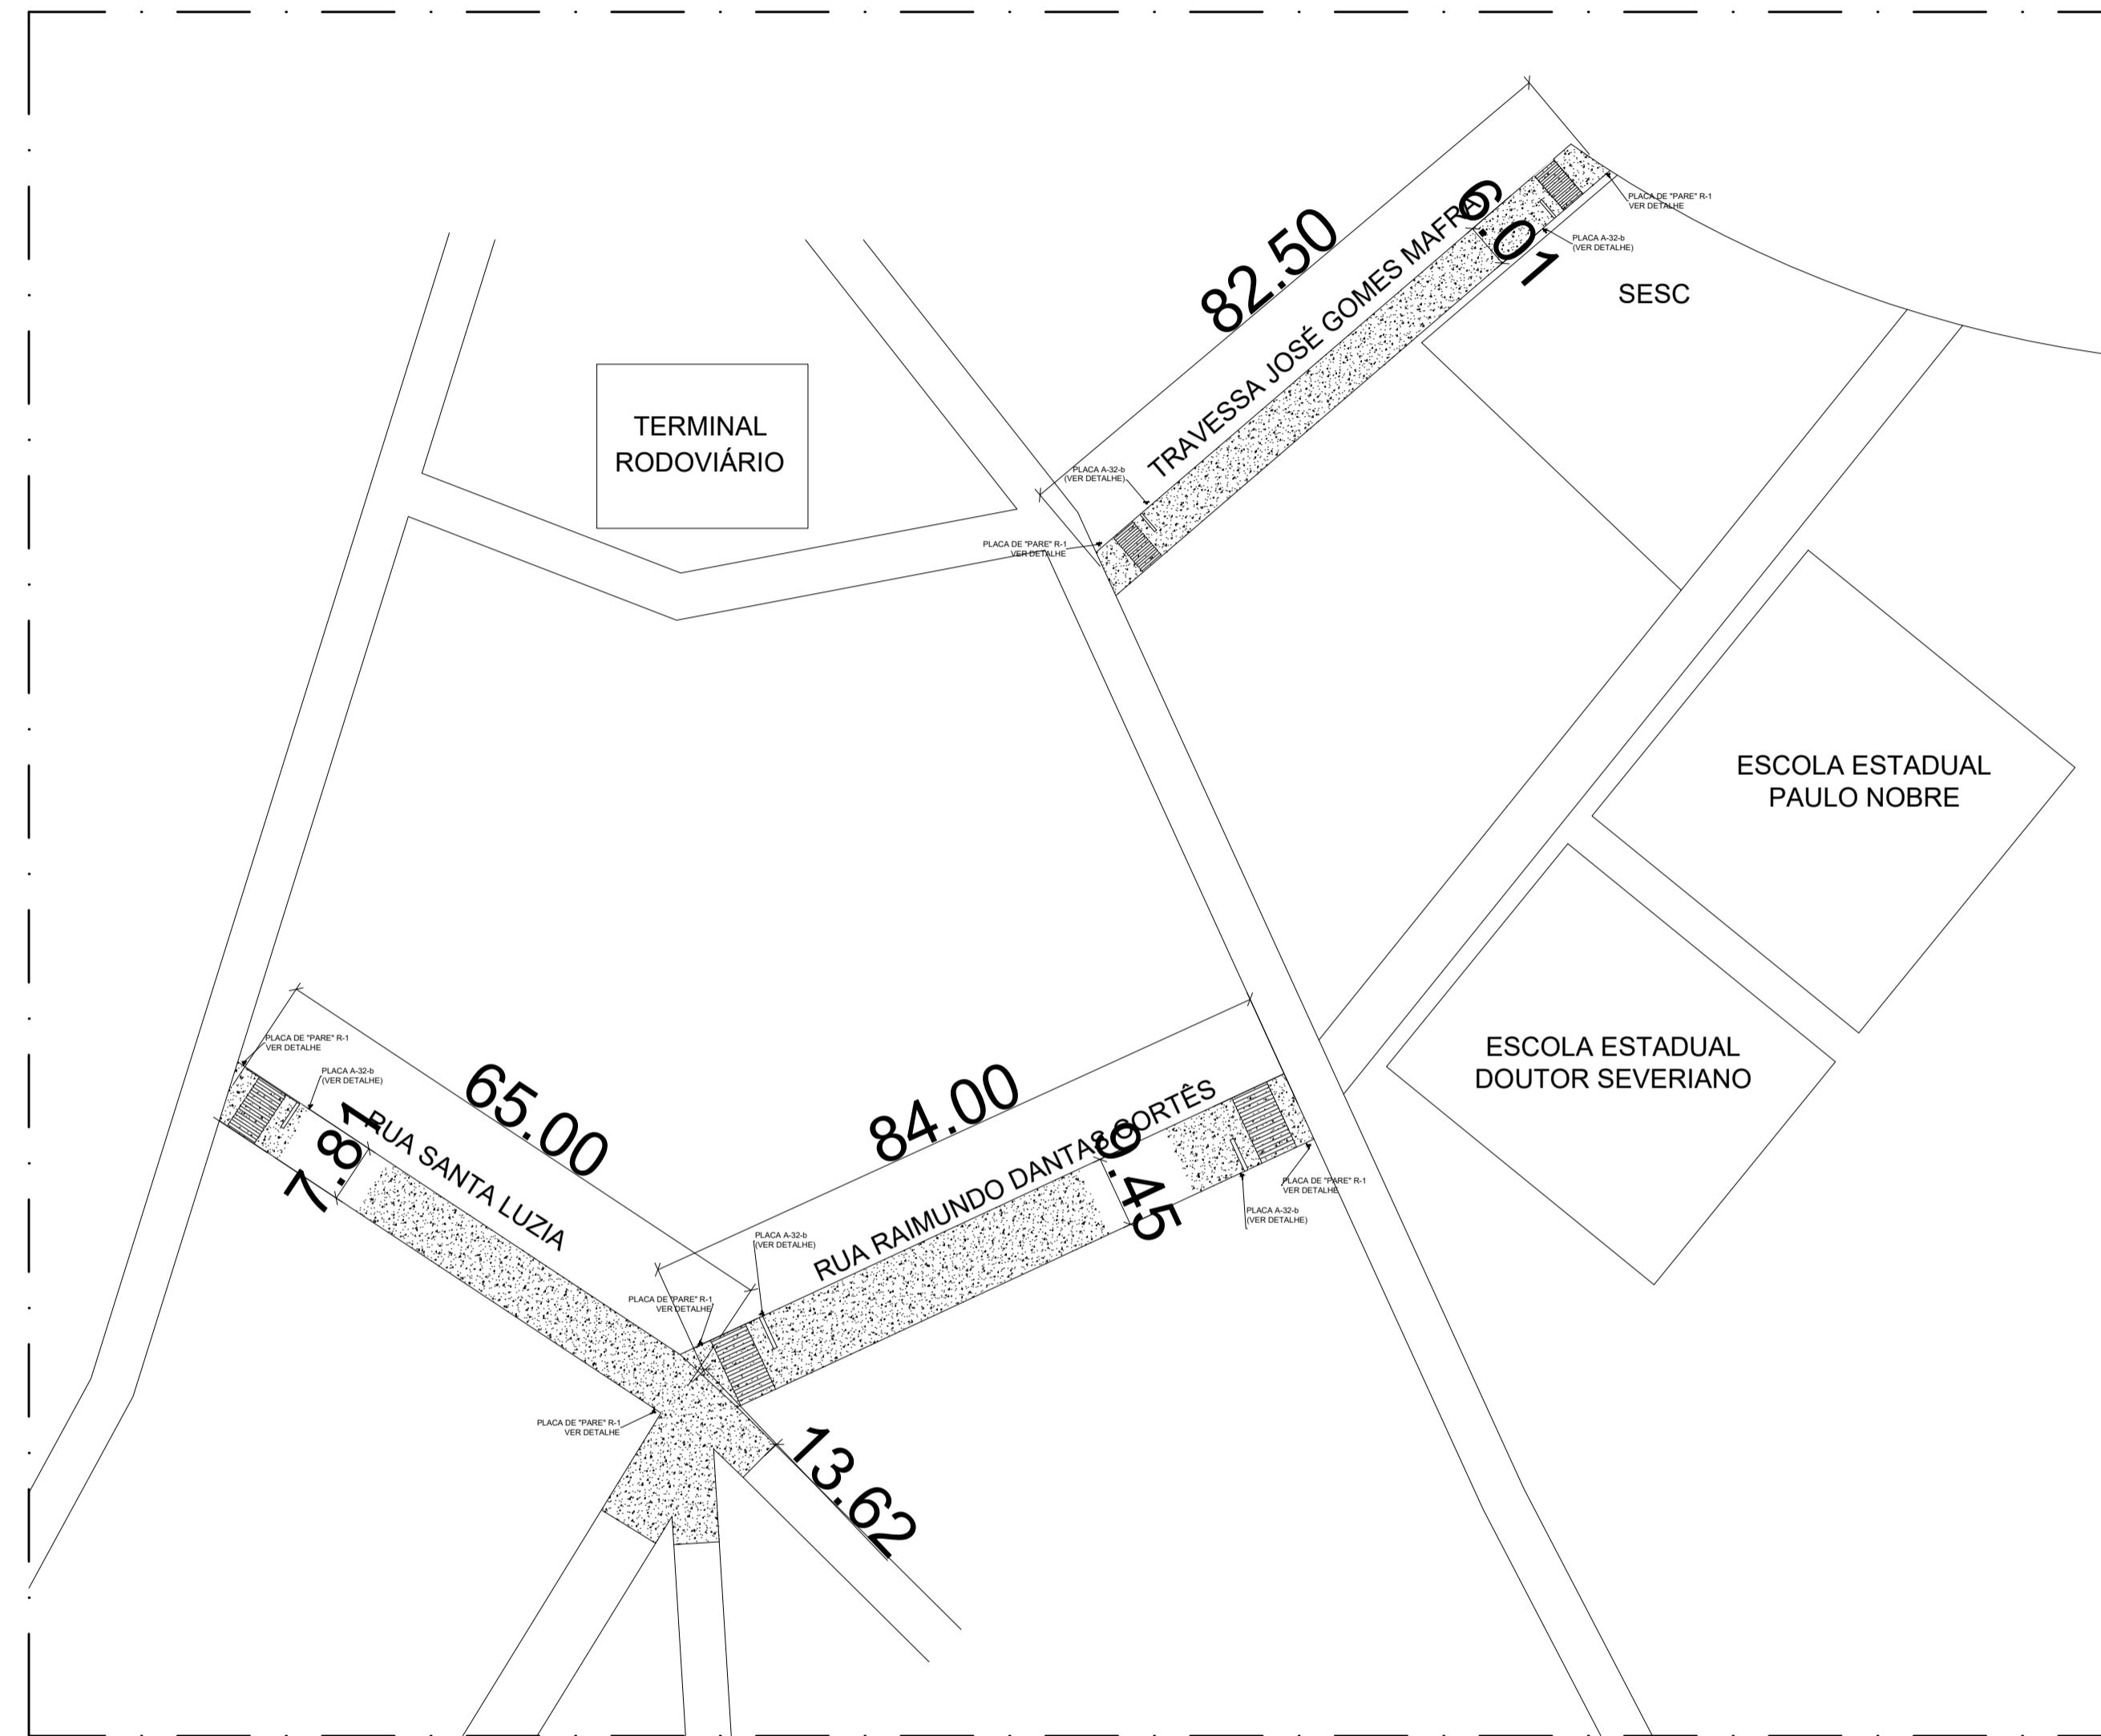 82.50
6.01
TRAVESSA JOSÉ GOMES MAFRA
PLACA DE "PARE" R-1
VER DETALHE
PLACA A-32-b
(VER DETALHE)
SESC
TERMINAL
RODOVIÁRIO
PLACA A-32-b
(VER DETALHE)
PLACA DE "PARE" R-1
VER DETALHE
ESCOLA ESTADUAL
PAULO NOBRE
ESCOLA ESTADUAL
DOUTOR SEVERIANO
PLACA DE "PARE" R-1
VER DETALHE
PLACA A-32-b
(VER DETALHE)
65.00
7.81
RUA SANTA LUZIA
84.00
RUA RAIMUNDO DANTAS CORTÊS
9.45
PLACA DE "PARE" R-1
VER DETALHE
PLACA A-32-b
(VER DETALHE)
PLACA A-32-b
(VER DETALHE)
PLACA DE "PARE" R-1
VER DETALHE
PLACA DE "PARE" R-1
VER DETALHE
13.62